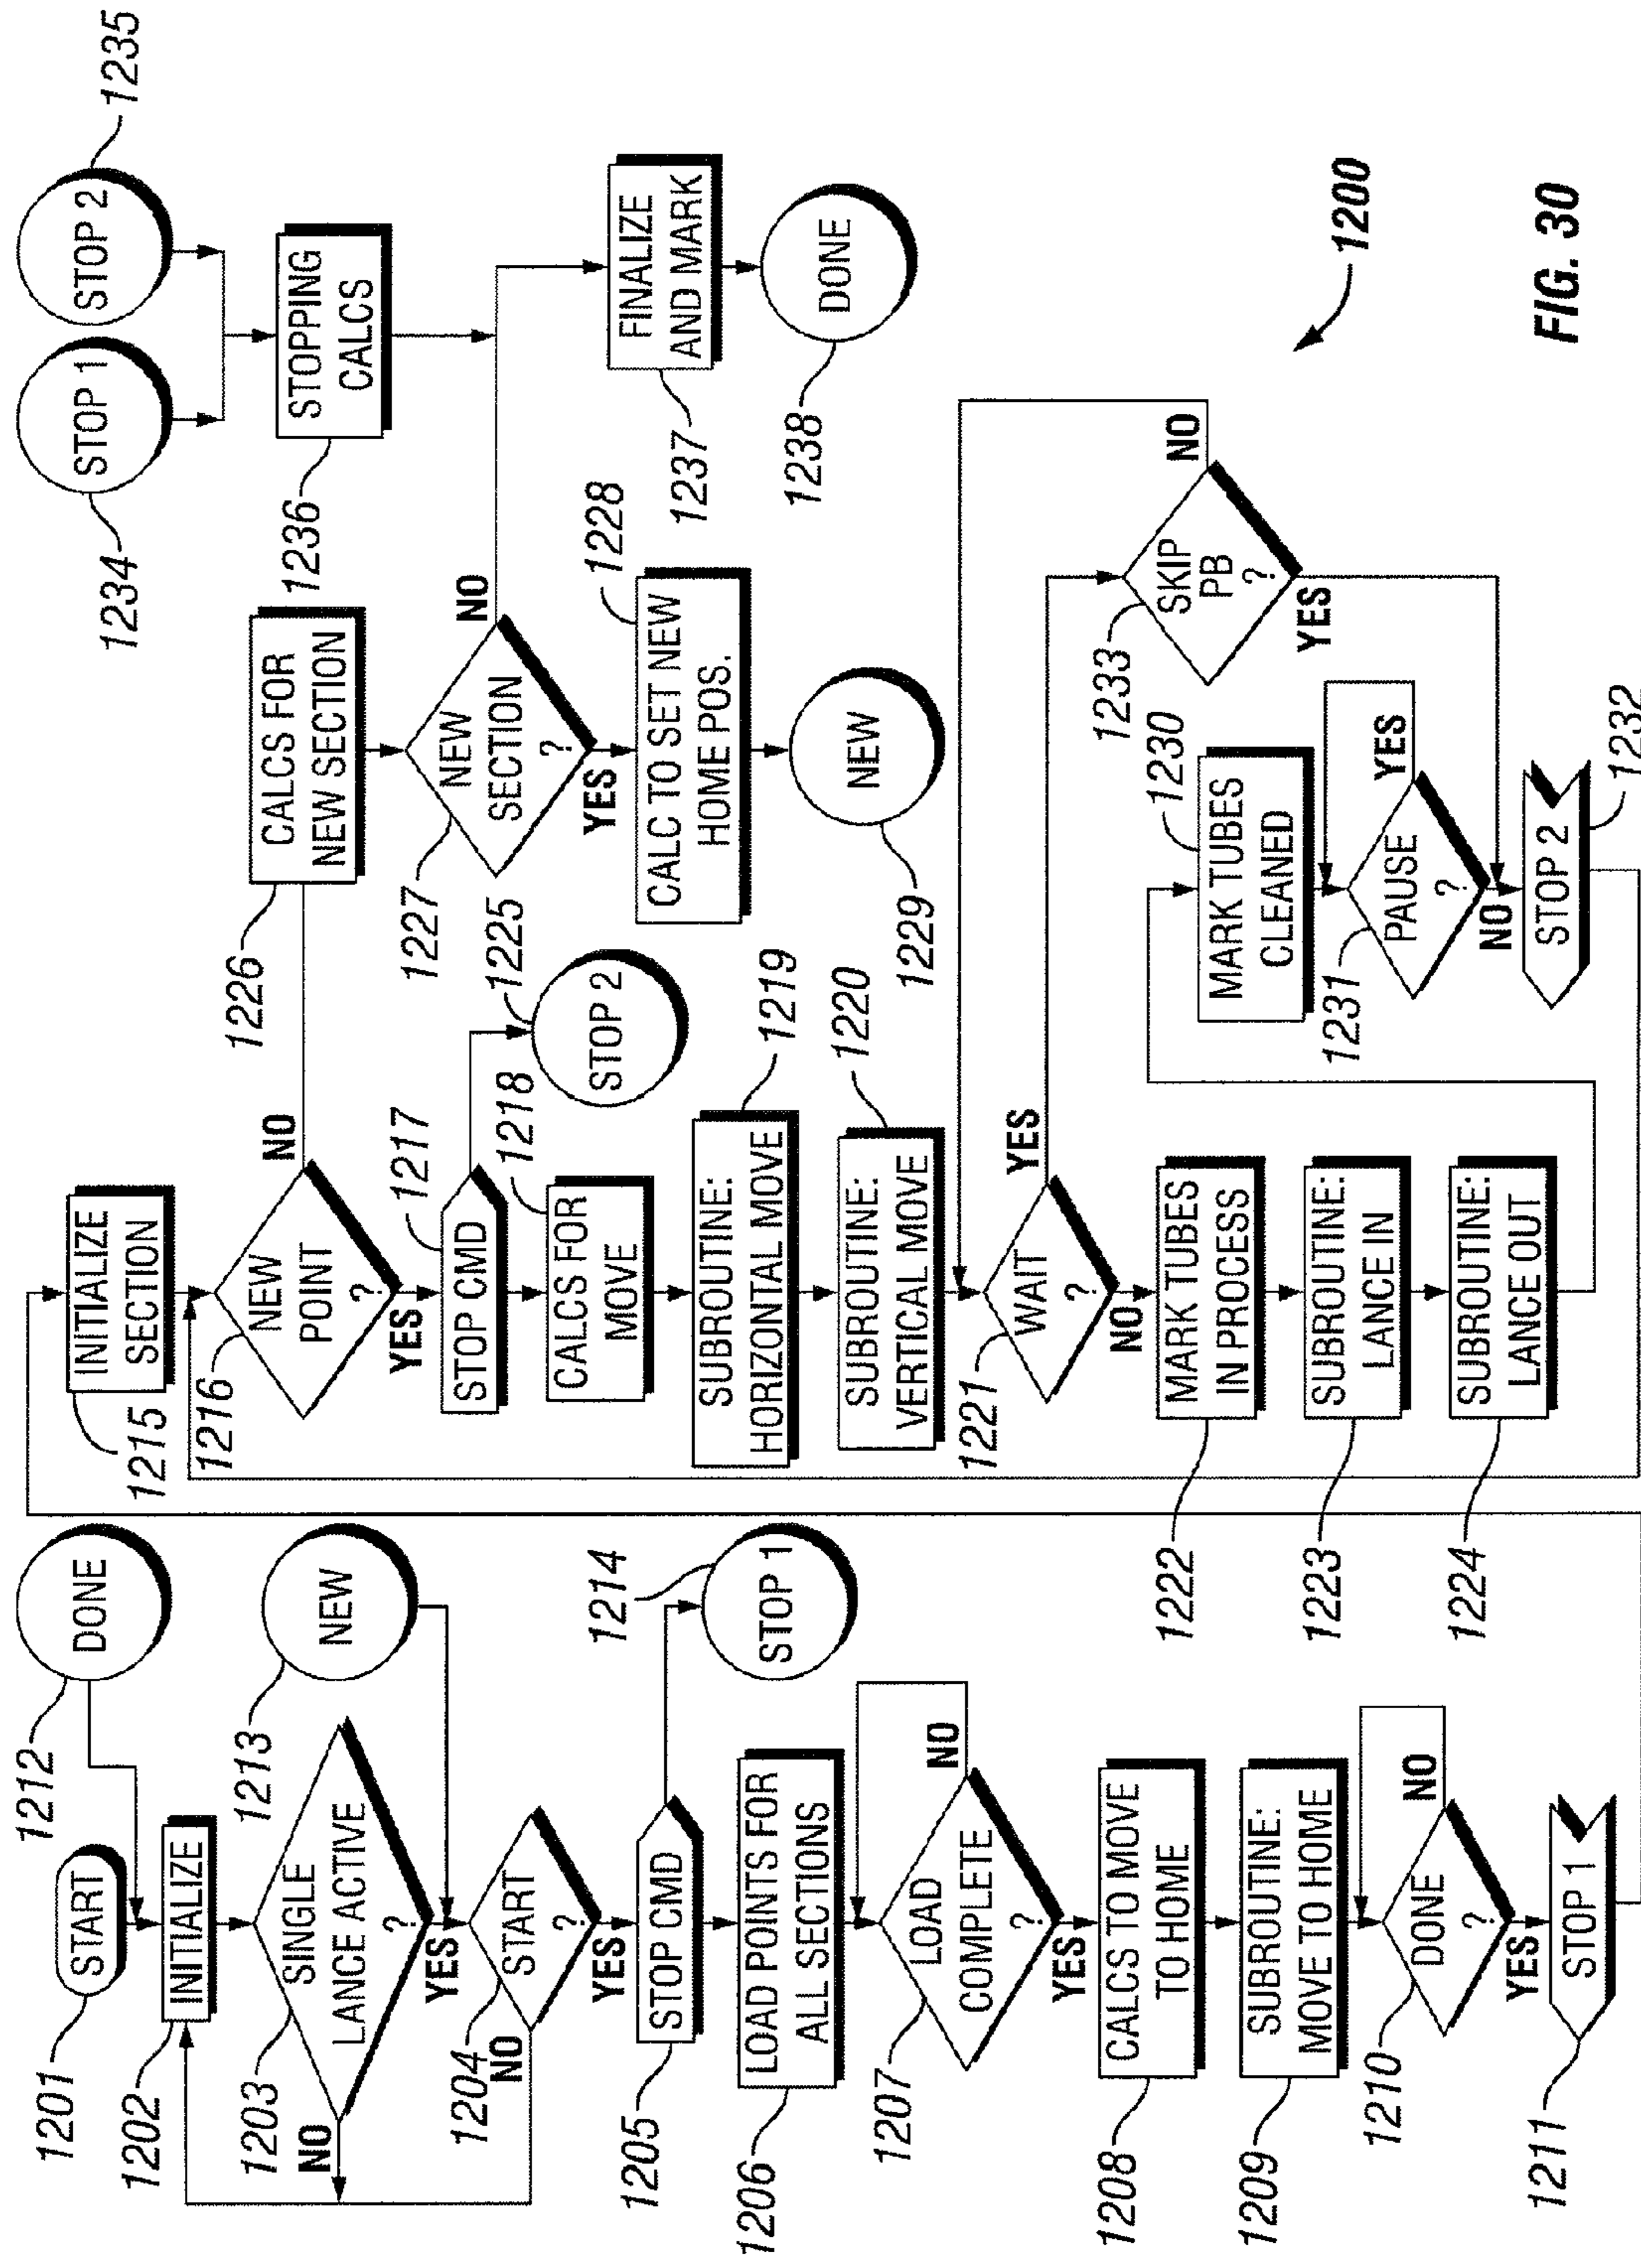 START
1201
DONE
1212
INITIALIZE
1202
SINGLE
LANCE ACTIVE
?
1203
NO
YES
NEW
1213
START
?
1204
NO
YES
STOP CMD
1205
STOP 1
1214
LOAD POINTS FOR
ALL SECTIONS
1206
LOAD
COMPLETE
?
1207
NO
YES
CALCS TO MOVE
TO HOME
1208
SUBROUTINE:
MOVE TO HOME
1209
DONE
?
1210
NO
YES
STOP 1
1211
INITIALIZE
SECTION
1215
NEW
POINT
?
1216
NO
YES
STOP CMD
1217
STOP 2
1225
CALCS FOR
MOVE
1218
SUBROUTINE:
HORIZONTAL MOVE
1219
SUBROUTINE:
VERTICAL MOVE
1220
WAIT
?
1221
YES
NO
MARK TUBES
IN PROCESS
1222
SUBROUTINE:
LANCE IN
1223
SUBROUTINE:
LANCE OUT
1224
CALCS FOR
NEW SECTION
1226
NEW
SECTION
?
1227
NO
YES
CALC TO SET NEW
HOME POS.
1228
NEW
1229
MARK TUBES
CLEANED
1230
PAUSE
?
1231
YES
NO
STOP 2
1232
SKIP
PB
?
1233
NO
YES
STOP 1
1234
STOP 2
1235
STOPPING
CALCS
1236
FINALIZE
AND MARK
1237
DONE
1238
1200
FIG. 30